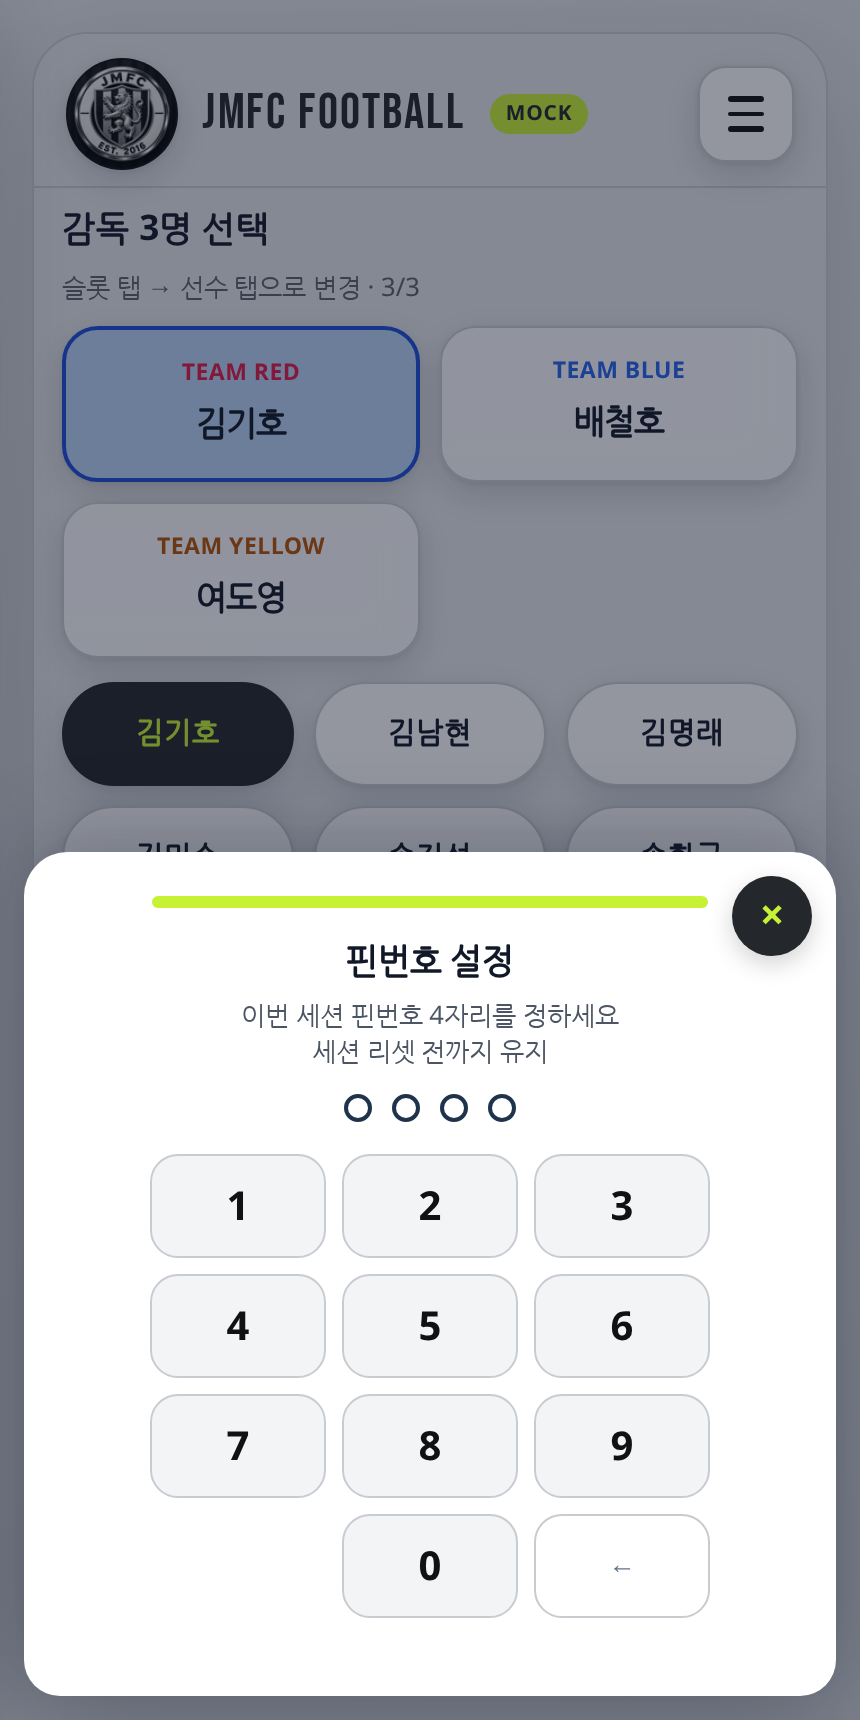 JMFC
EST. 2016
JMFC FOOTBALL
MOCK
감독 3명 선택
슬롯 탭 → 선수 탭으로 변경 · 3/3
TEAM RED
김기호
TEAM BLUE
배철호
TEAM YELLOW
여도영
김기호
김남현
김명래
×
핀번호 설정
이번 세션 핀번호 4자리를 정하세요
세션 리셋 전까지 유지
1
2
3
4
5
6
7
8
9
0
←